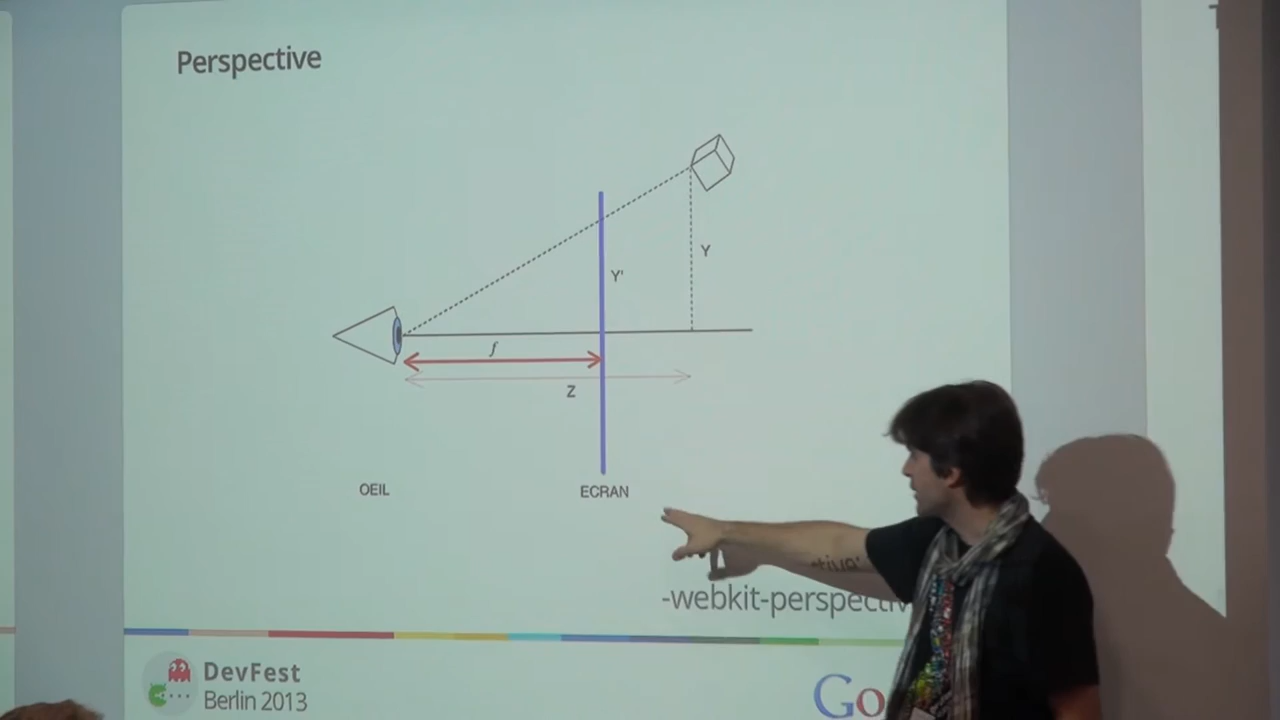 Perspective
Y
Y'
f
Z
OEIL
ECRAN
-webkit-perspectiv
DevFest
Berlin 2013
Go